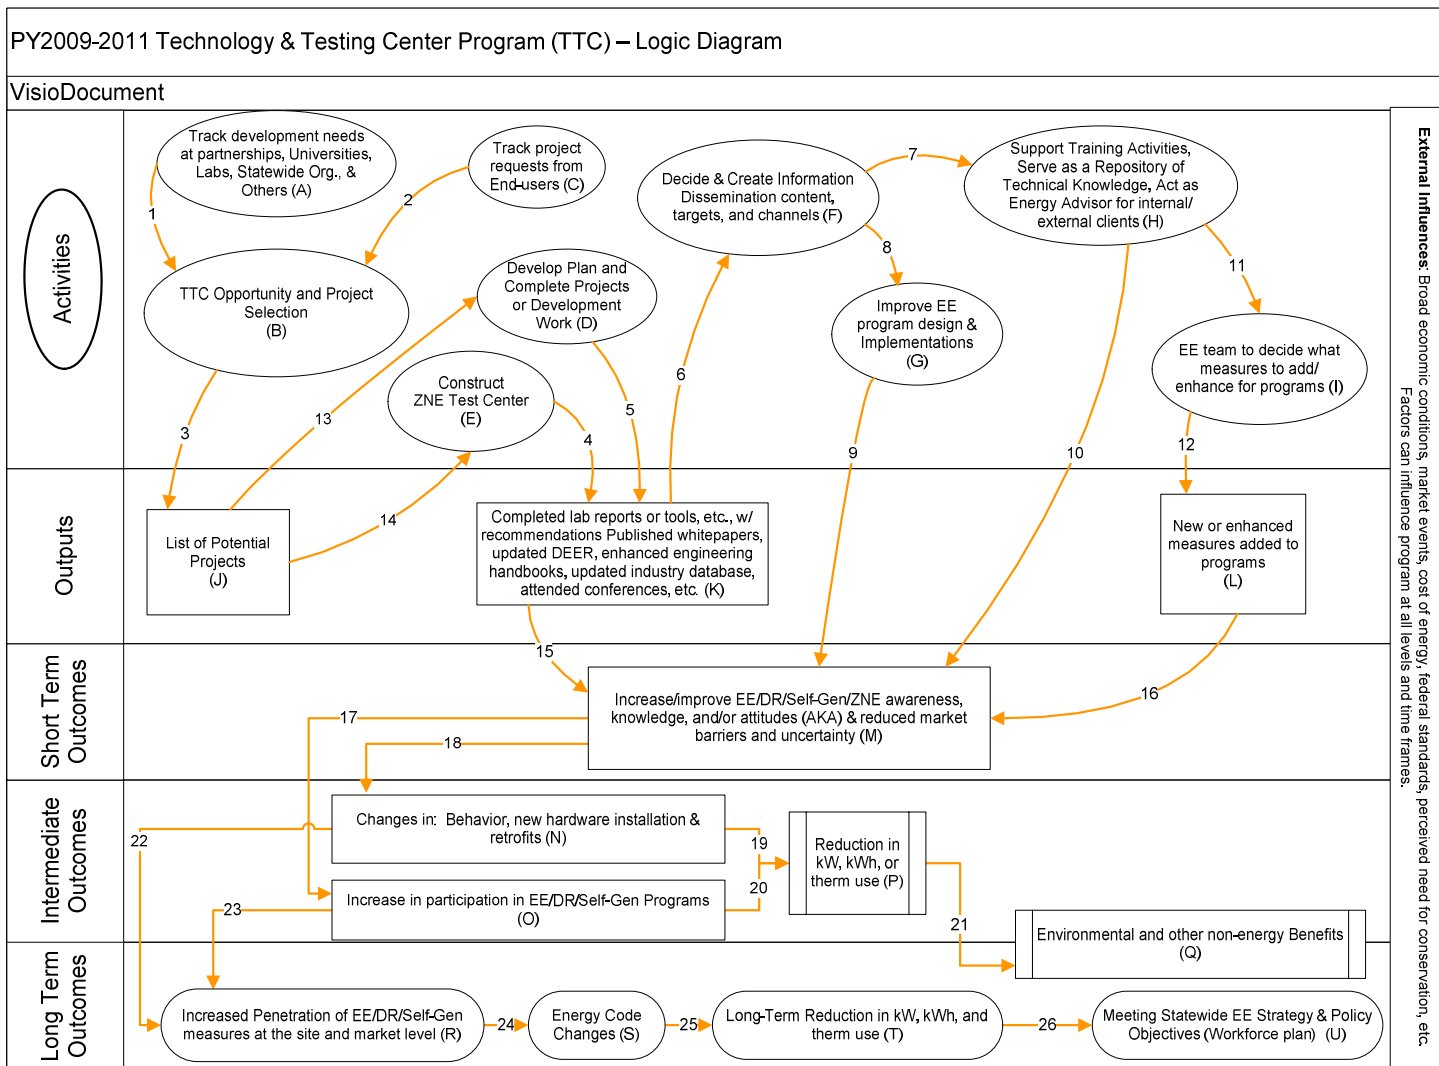 PY2009-2011 Technology & Testing Center Program (TTC) – Logic Diagram
VisioDocument
Activities
Track development needs
at partnerships, Universities,
Labs, Statewide Org., &
Others (A)
Track project
requests from
End-users (C)
Decide & Create Information
Dissemination content,
targets, and channels (F)
Support Training Activities,
Serve as a Repository of
Technical Knowledge, Act as
Energy Advisor for internal/
external clients (H)
1
2
7
8
11
TTC Opportunity and Project
Selection
(B)
Develop Plan and
Complete Projects
or Development
Work (D)
Improve EE
program design &
Implementations
(G)
EE team to decide what
measures to add/
enhance for programs (I)
Construct
ZNE Test Center
(E)
3
13
4
5
6
9
10
12
Outputs
List of Potential
Projects
(J)
14
Completed lab reports or tools, etc., w/
recommendations Published whitepapers,
updated DEER, enhanced engineering
handbooks, updated industry database,
attended conferences, etc. (K)
New or enhanced
measures added to
programs
(L)
Short Term
Outcomes
15
16
17
18
Increase/improve EE/DR/Self-Gen/ZNE awareness,
knowledge, and/or attitudes (AKA) & reduced market
barriers and uncertainty (M)
Intermediate
Outcomes
22
Changes in: Behavior, new hardware installation &
retrofits (N)
19
20
Reduction in
kW, kWh, or
therm use (P)
23
Increase in participation in EE/DR/Self-Gen Programs
(O)
21
Environmental and other non-energy Benefits
(Q)
Long Term
Outcomes
Increased Penetration of EE/DR/Self-Gen
measures at the site and market level (R)
24
Energy Code
Changes (S)
25
Long-Term Reduction in kW, kWh, and
therm use (T)
26
Meeting Statewide EE Strategy & Policy
Objectives (Workforce plan) (U)
External Influences: Broad economic conditions, market events, cost of energy, federal standards, perceived need for conservation, etc.
Factors can influence program at all levels and time frames.